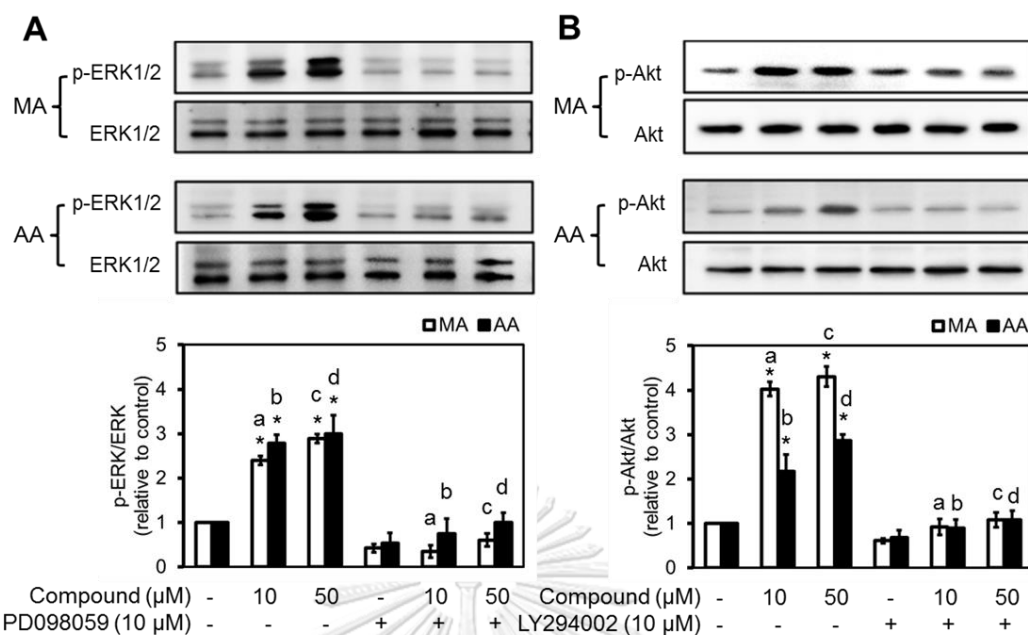 A
p-ERK1/2
MA
ERK1/2
p-ERK1/2
AA
ERK1/2
MA AA
5
4
3
2
1
0
p-ERK/ERK
(relative to control)
a
*
b
*
c
*
d
*
a
b
c
d
Compound (µM) - 10 50 - 10 50
PD098059 (10 µM) - - - + + +
B
p-Akt
MA
Akt
p-Akt
AA
Akt
MA AA
5
4
3
2
1
0
p-Akt/Akt
(relative to control)
a
*
b
*
c
*
d
*
a b
c d
- 10 50 - 10 50
LY294002 (10 µM) - - - + + +